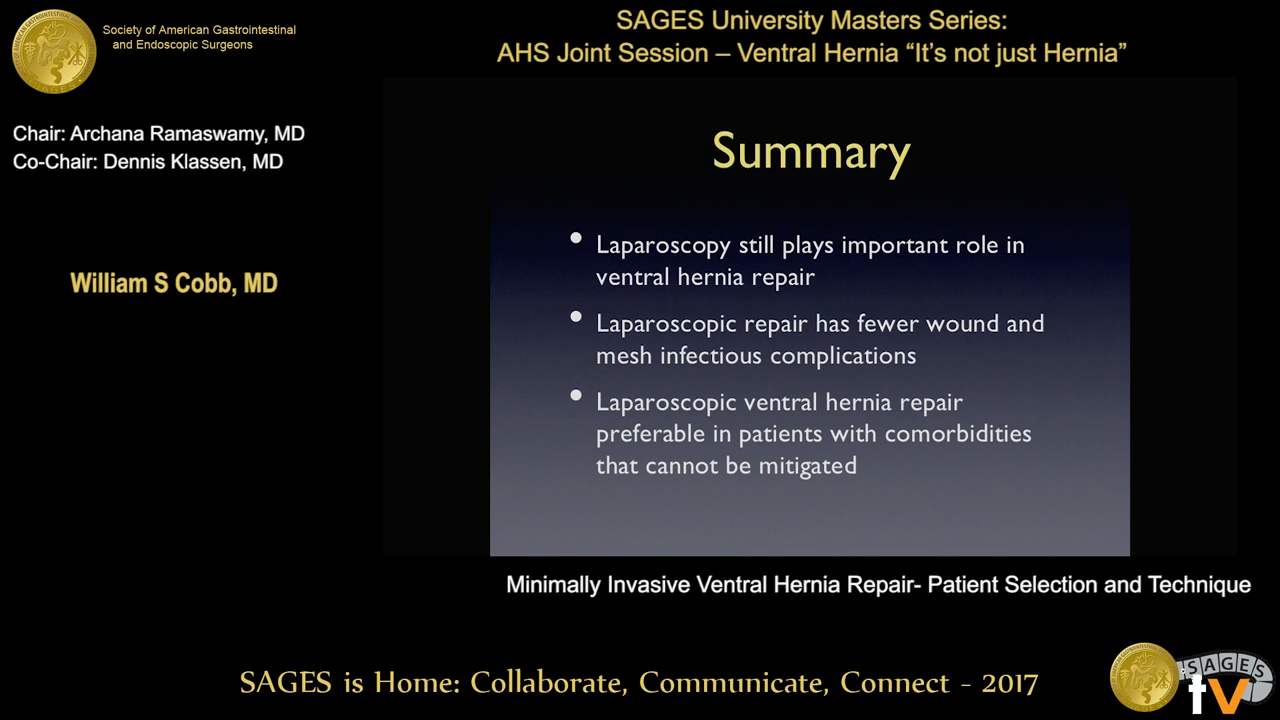 Society of American Gastrointestinal
and Endoscopic Surgeons
SAGES University Masters Series:
AHS Joint Session – Ventral Hernia “It’s not just Hernia”
Chair: Archana Ramaswamy, MD
Co-Chair: Dennis Klassen, MD
William S Cobb, MD
Summary
• Laparoscopy still plays important role in
ventral hernia repair
• Laparoscopic repair has fewer wound and
mesh infectious complications
• Laparoscopic ventral hernia repair
preferable in patients with comorbidities
that cannot be mitigated
Minimally Invasive Ventral Hernia Repair- Patient Selection and Technique
SAGES is Home: Collaborate, Communicate, Connect - 2017
SAGES
tv